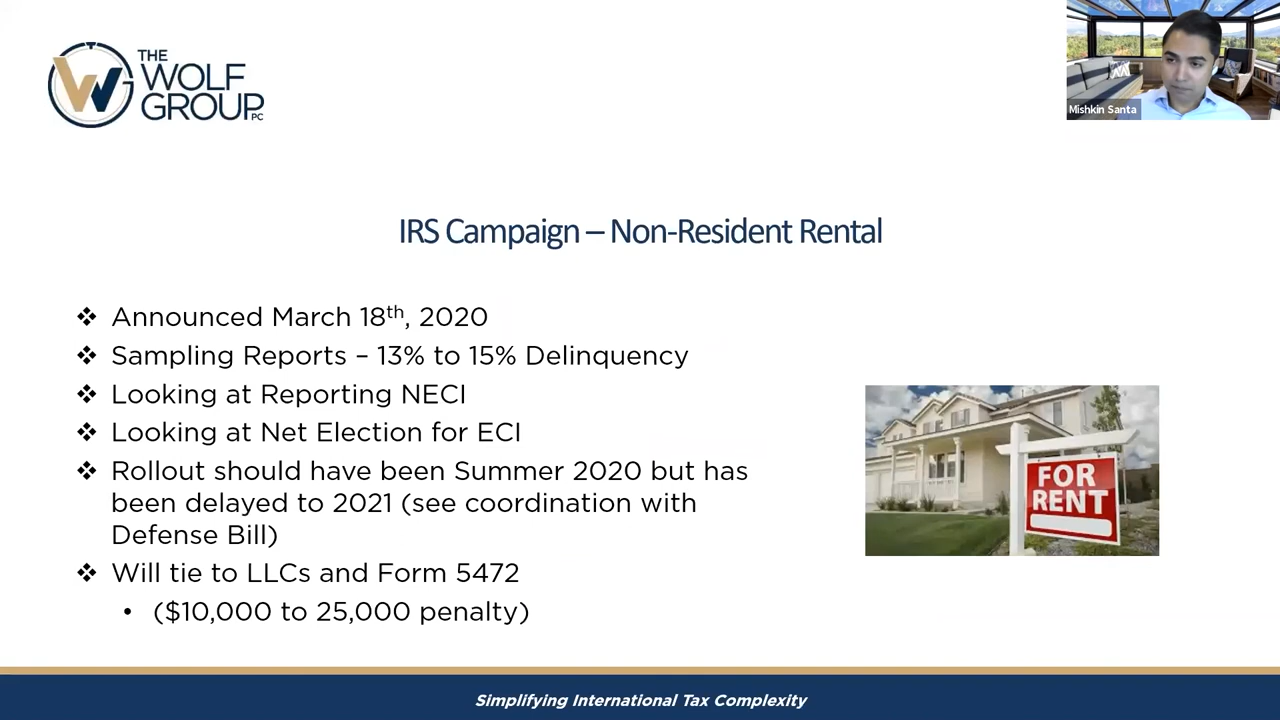 THE
WOLF
GROUP PC
Mishkin Santa
IRS Campaign – Non-Resident Rental
❖ Announced March 18th, 2020
❖ Sampling Reports – 13% to 15% Delinquency
❖ Looking at Reporting NECI
❖ Looking at Net Election for ECI
❖ Rollout should have been Summer 2020 but has
been delayed to 2021 (see coordination with
Defense Bill)
❖ Will tie to LLCs and Form 5472
• ($10,000 to 25,000 penalty)
FOR
RENT
Simplifying International Tax Complexity